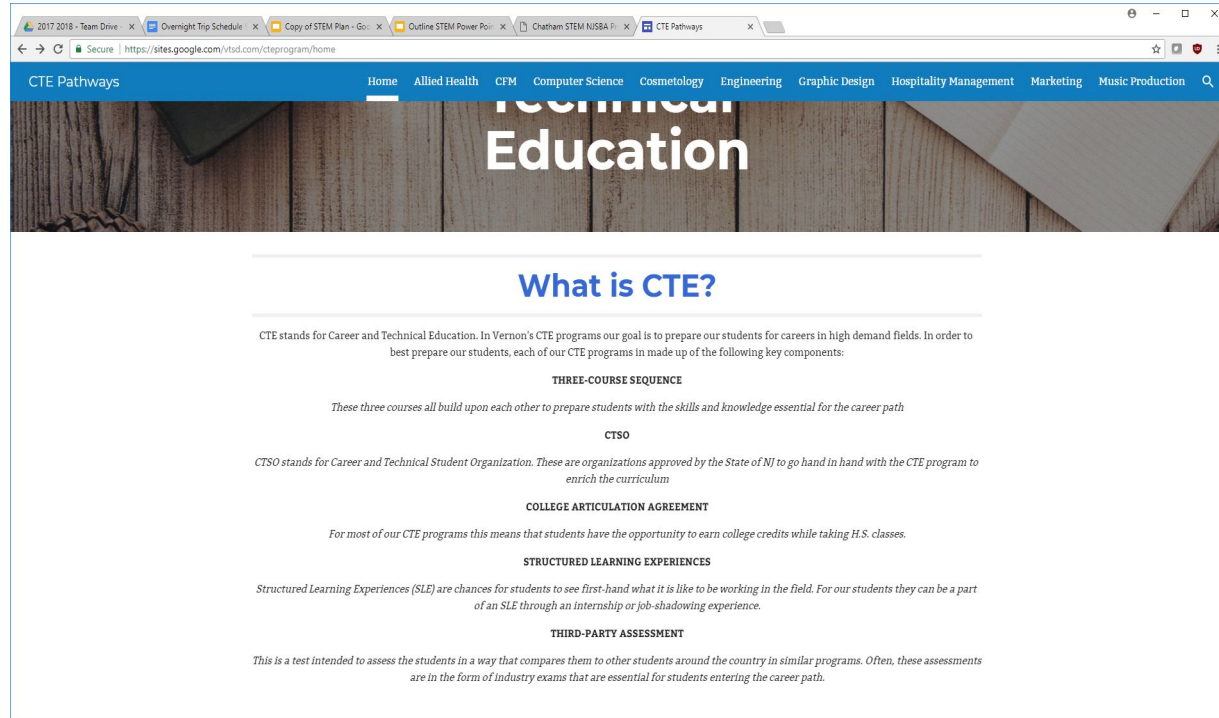 2017 2018 - Team Drive -
Overnight Trip Schedule
Copy of STEM Plan - Goo
Outline STEM Power Poin
Chatham STEM NJSBA Pr
CTE Pathways
Secure | https://sites.google.com/vtsd.com/cteprogram/home
CTE Pathways
Home Allied Health CFM Computer Science Cosmetology Engineering Graphic Design Hospitality Management Marketing Music Production
Technical
Education
What is CTE?
CTE stands for Career and Technical Education. In Vernon's CTE programs our goal is to prepare our students for careers in high demand fields. In order to
best prepare our students, each of our CTE programs in made up of the following key components:
THREE-COURSE SEQUENCE
These three courses all build upon each other to prepare students with the skills and knowledge essential for the career path
CTSO
CTSO stands for Career and Technical Student Organization. These are organizations approved by the State of NJ to go hand in hand with the CTE program to
enrich the curriculum
COLLEGE ARTICULATION AGREEMENT
For most of our CTE programs this means that students have the opportunity to earn college credits while taking H.S. classes.
STRUCTURED LEARNING EXPERIENCES
Structured Learning Experiences (SLE) are chances for students to see first-hand what it is like to be working in the field. For our students they can be a part
of an SLE through an internship or job-shadowing experience.
THIRD-PARTY ASSESSMENT
This is a test intended to assess the students in a way that compares them to other students around the country in similar programs. Often, these assessments
are in the form of industry exams that are essential for students entering the career path.